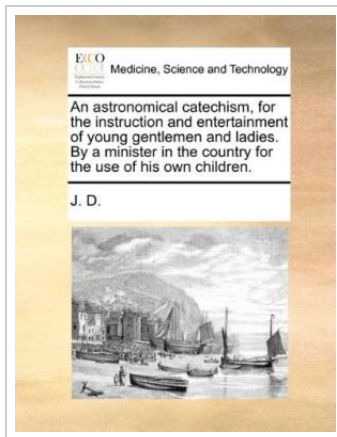 ECCO
Medicine, Science and Technology
An astronomical catechism, for
the instruction and entertainment
of young gentlemen and ladies.
By a minister in the country for
the use of his own children.
J. D.